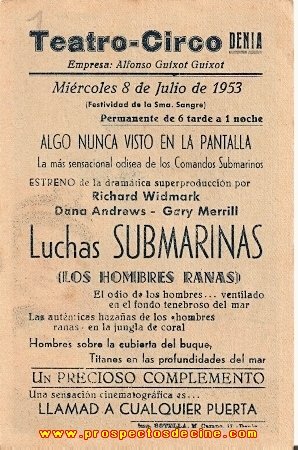 Teatro-Circo DENIA
Empresa: Alfonso Guixot Guixot
Miércoles 8 de Julio de 1953
(Festividad de la Sma. Sangre)
Permanente de 6 tarde a 1 noche
ALGO NUNCA VISTO EN LA PANTALLA
La más sensacional odisea de los Comandos Submarinos
ESTRENO de la dramática superproducción por
Richard Widmark
Dana Andrews - Gary Merrill
Luchas SUBMARINAS
(LOS HOMBRES RANAS)
El odio de los hombres... ventilado
en el fondo tenebroso del mar
Las auténticas hazañas de los «hombres
ranas» en la jungla de coral
Hombres sobre la cubierta del buque,
Titanes en las profundidades del mar
UN PRECIOSO COMPLEMENTO
Una sensación cinematográfica es...
LLAMAD A CUALQUIER PUERTA
Imp. BOTELLA, M. Campo, 17 - Denia
www.prospectosdecine.com